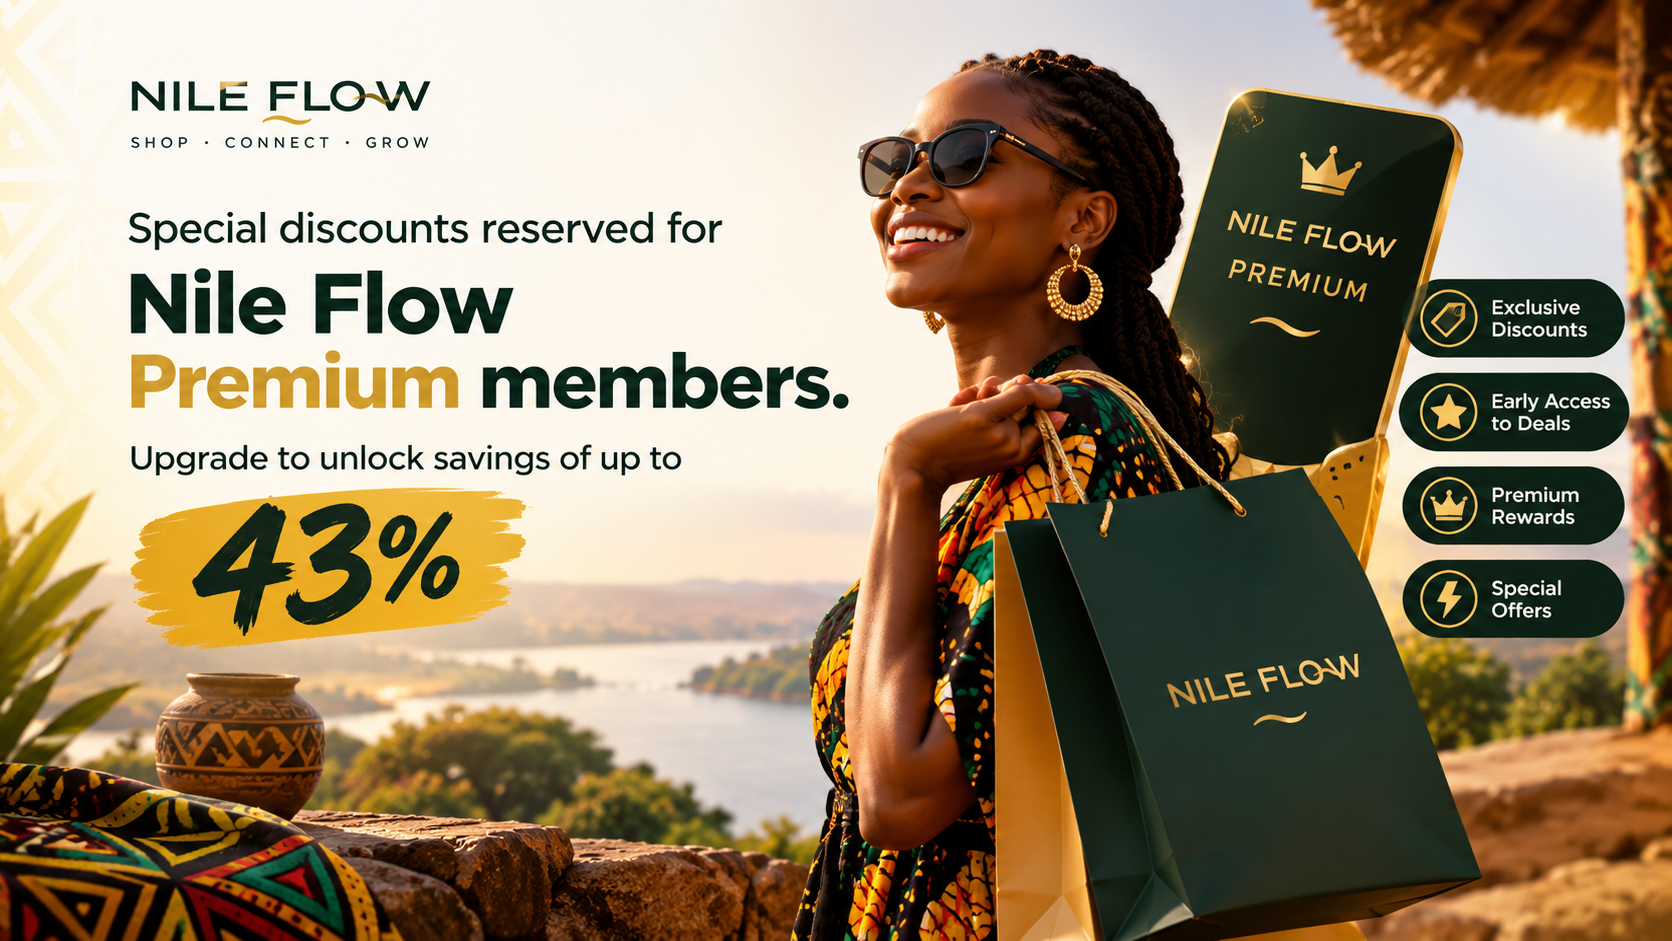 NILE FLOW
SHOP · CONNECT · GROW
Special discounts reserved for
Nile Flow
Premium members.
Upgrade to unlock savings of up to
43%
NILE FLOW
PREMIUM
Exclusive
Discounts
Early Access
to Deals
Premium
Rewards
Special
Offers
NILE FLOW